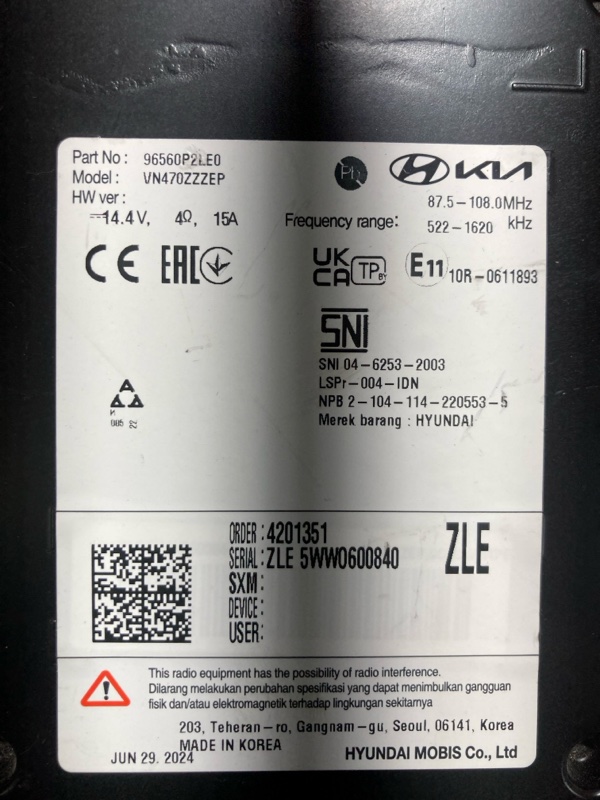 Part No : 96560P2LE0
Model : VN470ZZZEP
HW ver :
14.4V, 4Ω, 15A
HYUNDAI KIA
87.5-108.0MHz
Frequency range: 522-1620 kHz
CE EAC UK CA TP BY E11 10R-0611893
SNI
SNI 04-6253-2003
LSPr-004-IDN
NPB 2-104-114-220553-5
Merek barang : HYUNDAI
И
005 22
ORDER : 4201351
SERIAL : ZLE 5WW0600840
ZLE
SXM :
DEVICE :
USER :
This radio equipment has the possibility of radio interference.
Dilarang melakukan perubahan spesifikasi yang dapat menimbulkan gangguan
fisik dan/atau elektromagnetik terhadap lingkungan sekitarnya
203, Teheran-ro, Gangnam-gu, Seoul, 06141, Korea
MADE IN KOREA
JUN 29. 2024
HYUNDAI MOBIS Co., Ltd